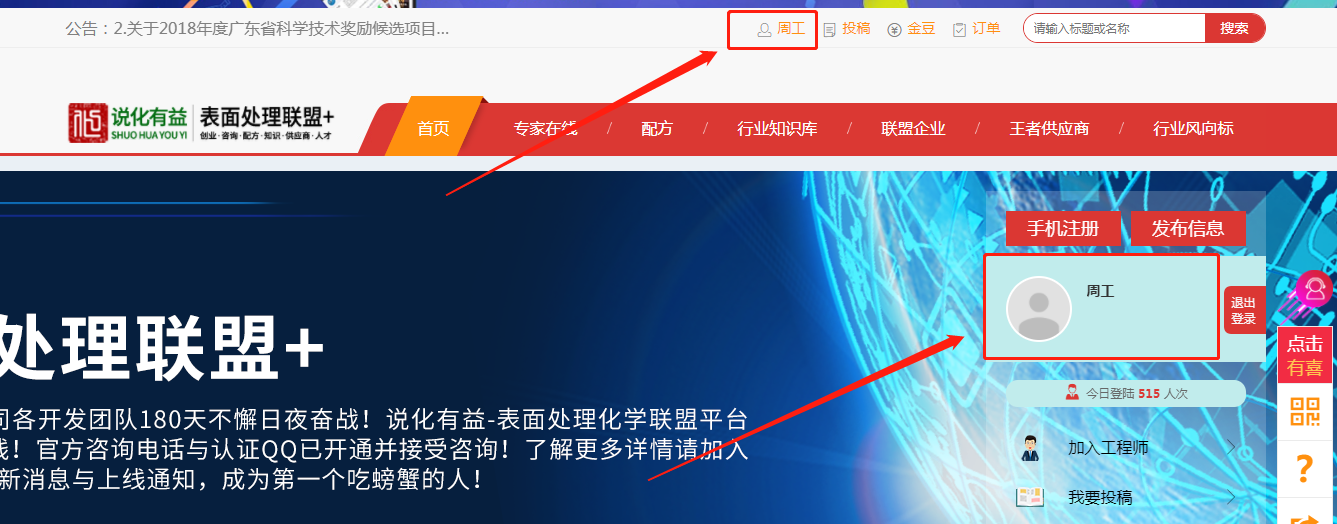 公告：2.关于2018年度广东省科学技术奖励候选项目...
周工 投稿 金豆 订单
请输入标题或名称 搜索
说化有益
SHUO HUA YOU YI
表面处理联盟+
创业·咨询·配方·知识·供应商·人才
首页 专家在线 / 配方 / 行业知识库 / 联盟企业 / 王者供应商 / 行业风向标
手机注册 发布信息
周工
退出
登录
处理联盟+
点击
有喜
今日登陆 515 人次
司各开发团队180天不懈日夜奋战！说化有益-表面处理化学联盟平台
线！官方咨询电话与认证QQ已开通并接受咨询！了解更多详情请加入
新消息与上线通知，成为第一个吃螃蟹的人！
加入工程师
我要投稿
?